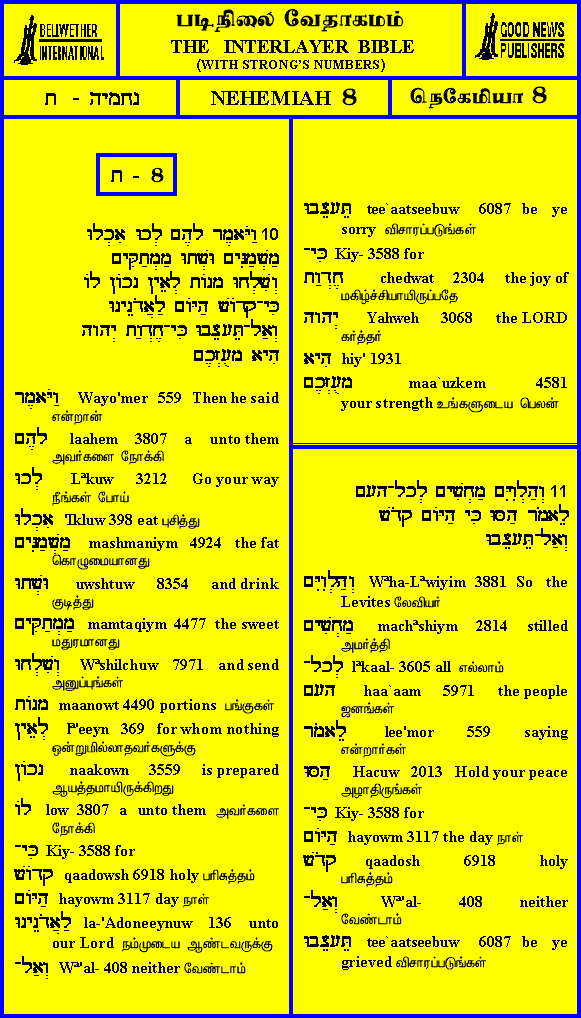 BELLWETHER
INTERNATIONAL
படிநிலை வேதாகமம்
THE INTERLAYER BIBLE
(WITH STRONG'S NUMBERS)
GOOD NEWS
PUBLISHERS
נחמיה - ח
NEHEMIAH 8
நெகேமியா 8
ח - 8
10 וַיֹּאמֶר לָהֶם לְכוּ אִכְלוּ
מַשְׁמַנִּים וּשְׁתוּ מַמְתַקִּים
וְשִׁלְחוּ מָנוֹת לְאֵין נָכוֹן לוֹ
כִּי־קָדוֹשׁ הַיּוֹם לַאֲדֹנֵינוּ
וְאַל־תֵּעָצֵבוּ כִּי־חֶדְוַת יְהוָה
הִיא מָעֻזְּכֶם
וַיֹּאמֶר Wayo'mer 559 Then he said
என்றான்
לָהֶם laahem 3807 a unto them
அவர்களை நோக்கி
לְכוּ Lªkuw 3212 Go your way
நீங்கள் போய்
אִכְלוּ 'Ikluw 398 eat புசித்து
מַשְׁמַנִּים mashmaniym 4924 the fat
கொழுமையானது
וּשְׁתוּ uwshtuw 8354 and drink
குடித்து
מַמְתַקִּים mamtaqiym 4477 the sweet
மதுரமானது
וְשִׁלְחוּ Wªshilchuw 7971 and send
அனுப்புங்கள்
מָנוֹת maanowt 4490 portions பங்குகள்
לְאֵין lª'eeyn 369 for whom nothing
ஒன்றுமில்லாதவர்களுக்கு
נָכוֹן naakown 3559 is prepared
ஆயத்தமாயிருக்கிறது
לוֹ low 3807 a unto them அவர்களை
நோக்கி
כִּי־ Kiy- 3588 for
קָדוֹשׁ qaadowsh 6918 holy பரிசுத்தம்
הַיּוֹם hayowm 3117 day நாள்
לַאֲדֹנֵינוּ la-'Adoneeynuw 136 unto
our Lord நம்முடைய ஆண்டவருக்கு
וְאַל־ Wª'al- 408 neither வேண்டாம்
תֵּעָצֵבוּ tee`aatseebuw 6087 be ye
sorry விசாரப்படுங்கள்
כִּי־ Kiy- 3588 for
חֶדְוַת chedwat 2304 the joy of
மகிழ்ச்சியாயிருப்பதே
יְהוָה Yahweh 3068 the LORD
கர்த்தர்
הִיא hiy' 1931
מָעֻזְּכֶם maa`uzkem 4581
your strength உங்களுடைய பெலன்
11 וְהַלְוִיִּם מַחְשִׁים לְכָל־הָעָם
לֵאמֹר הַסּוּ כִּי הַיּוֹם קָדֹשׁ
וְאַל־תֵּעָצֵבוּ
וְהַלְוִיִּם Wªha-Lªwiyim 3881 So the
Levites லேவியர்
מַחְשִׁים machªshiym 2814 stilled
அமர்த்தி
לְכָל־ lªkaal- 3605 all எல்லாம்
הָעָם haa`aam 5971 the people
ஜனங்கள்
לֵאמֹר lee'mor 559 saying
என்றார்கள்
הַסּוּ Hacuw 2013 Hold your peace
அழாதிருங்கள்
כִּי־ Kiy- 3588 for
הַיּוֹם hayowm 3117 the day நாள்
קָדֹשׁ qaadosh 6918 holy
பரிசுத்தம்
וְאַל־ Wª'al- 408 neither
வேண்டாம்
תֵּעָצֵבוּ tee`aatseebuw 6087 be ye
grieved விசாரப்படுங்கள்